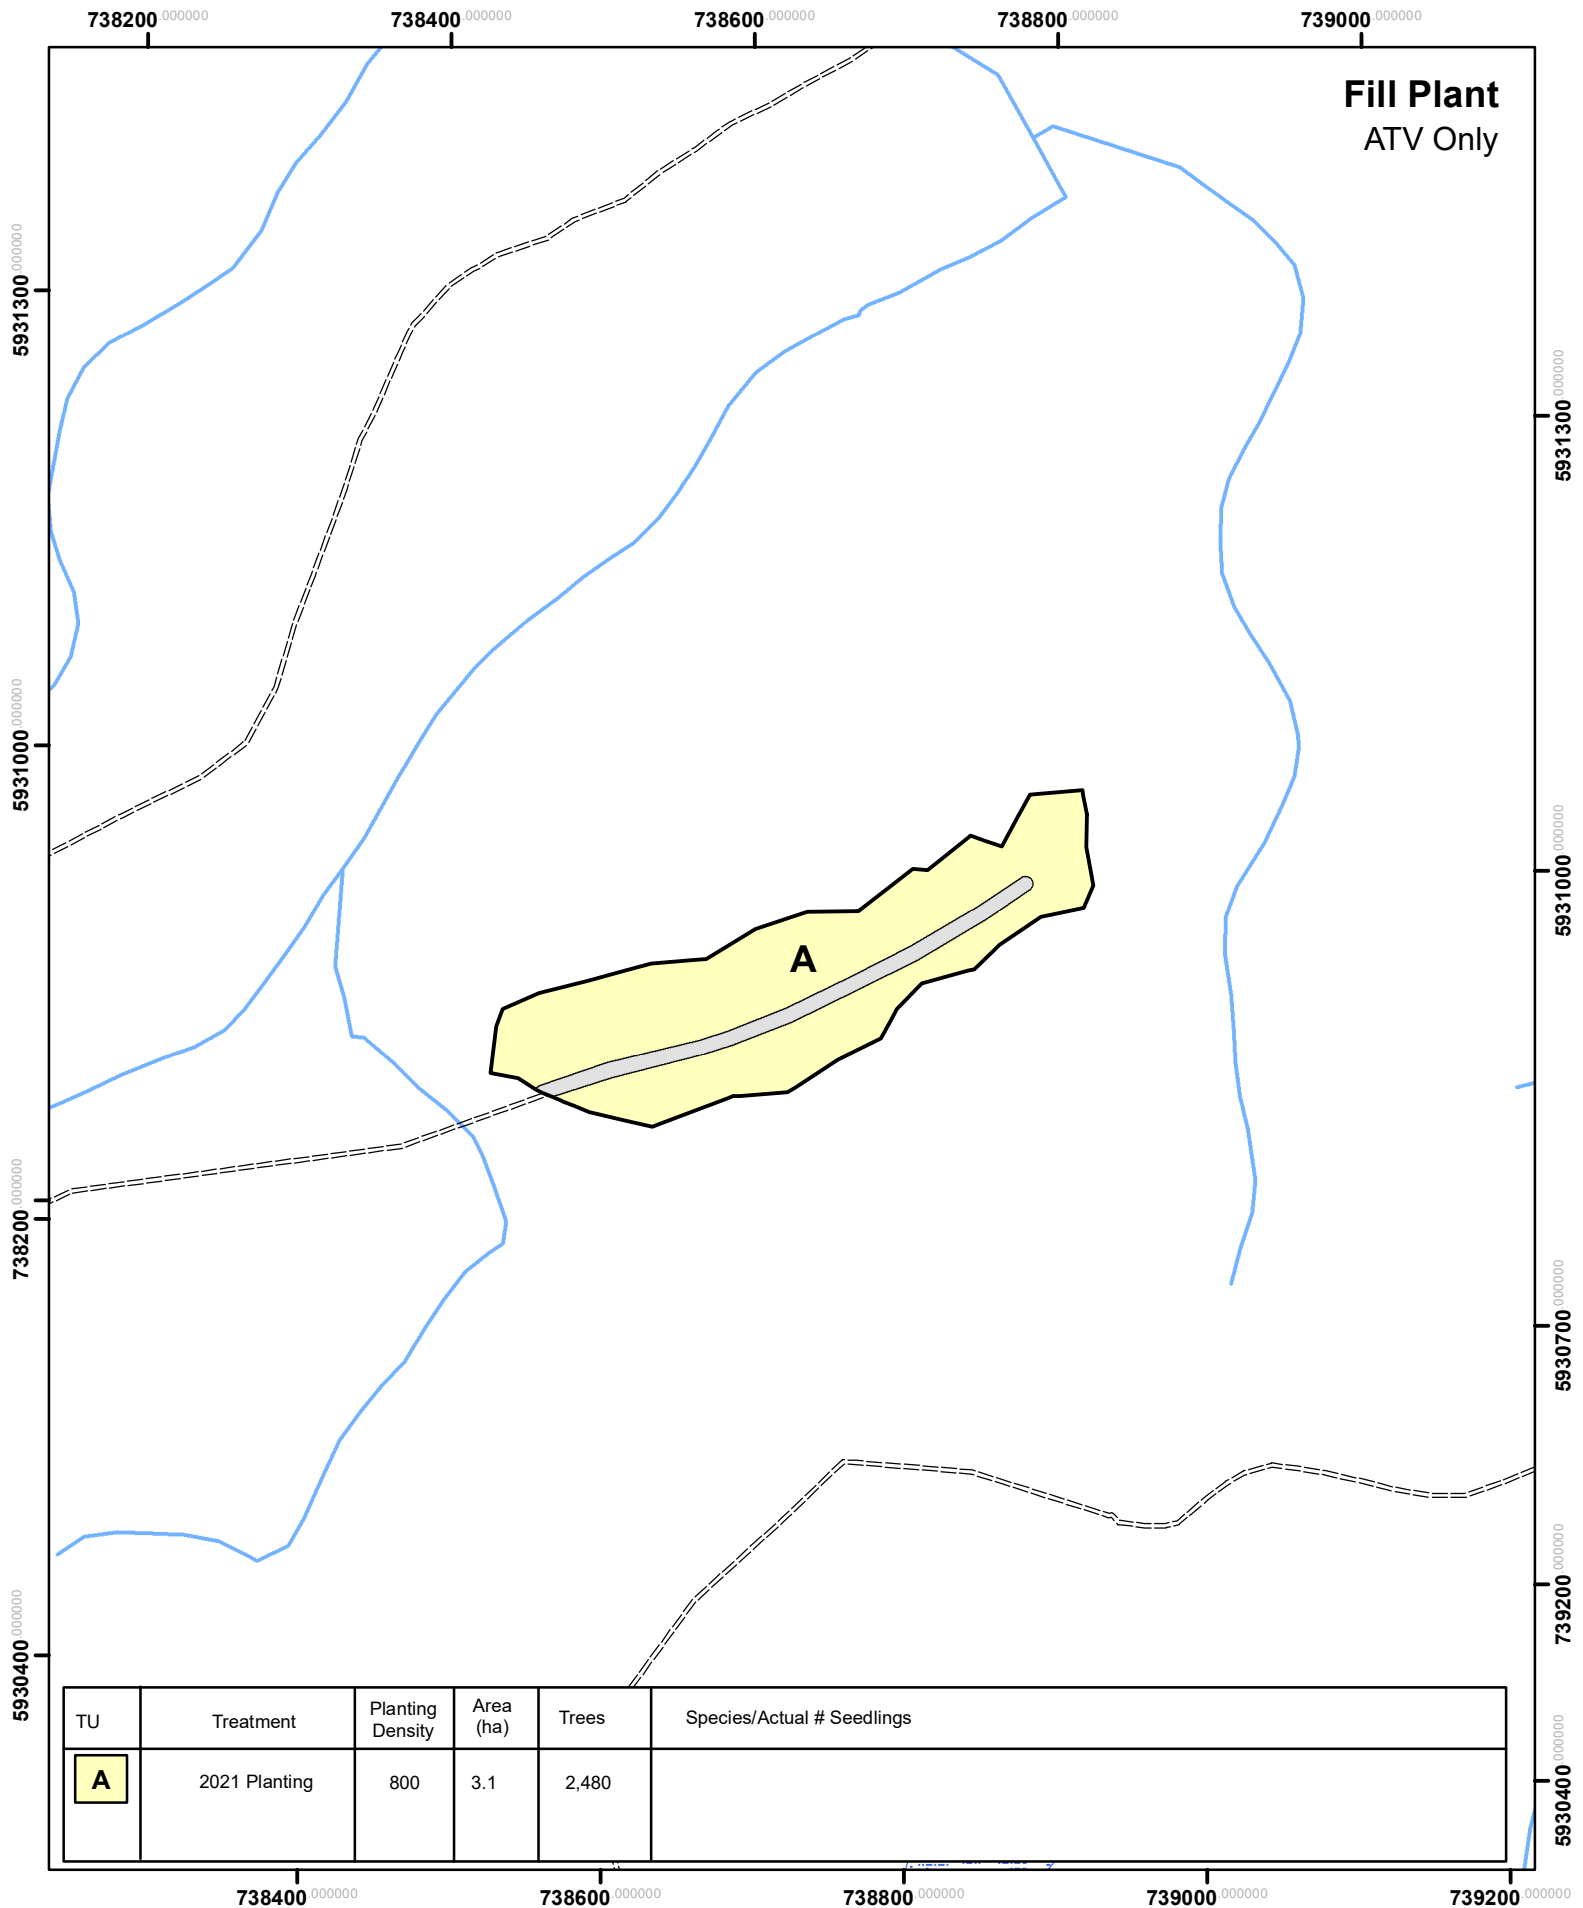 738200.000000 738400.000000 738600.000000 738800.000000 739000.000000
Fill Plant
ATV Only
5931300.000000
5931000.000000
738200.000000
5930400.000000
5931300.000000
5931000.000000
5930700.000000
739200.000000
5930400.000000
A
TU Treatment Planting Density Area (ha) Trees Species/Actual # Seedlings
A 2021 Planting 800 3.1 2,480
738400.000000 738600.000000 738800.000000 739000.000000 739200.000000